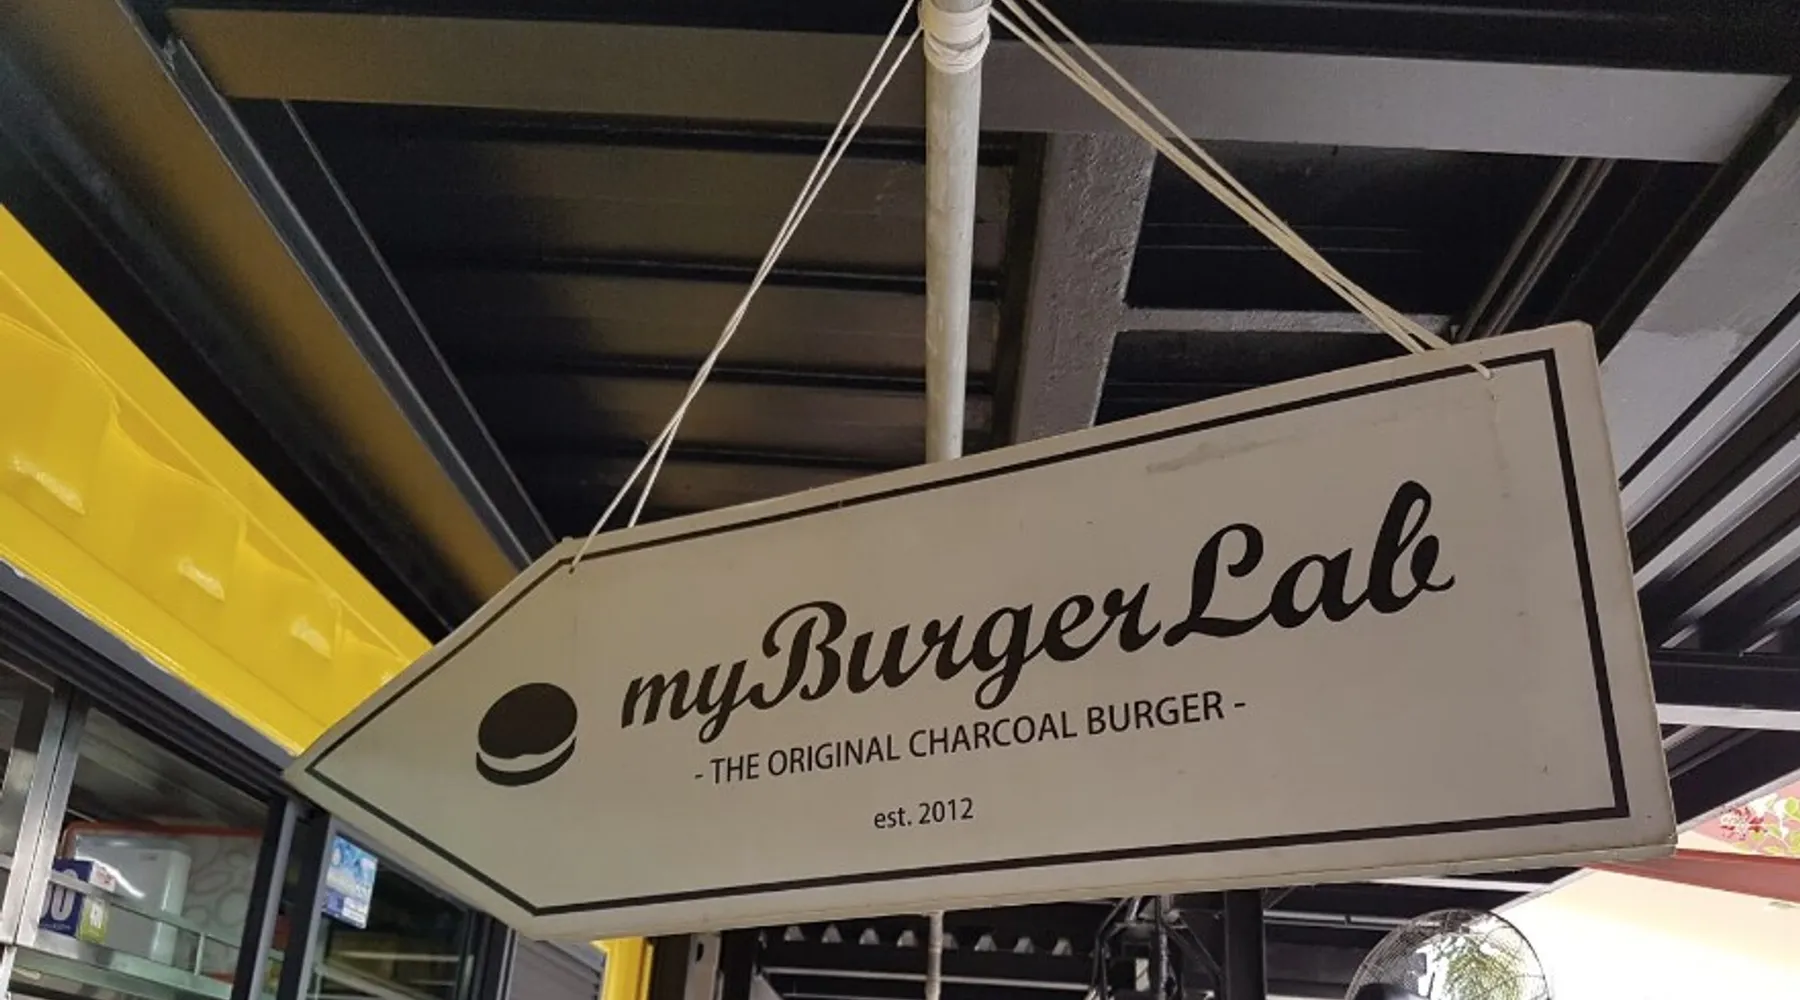 myBurgerLab
- THE ORIGINAL CHARCOAL BURGER -
est. 2012